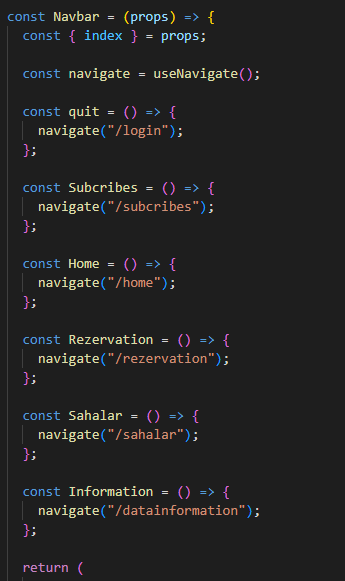 const Navbar = (props) => {
const { index } = props;
const navigate = useNavigate();
const quit = () => {
navigate("/login");
};
const Subcribes = () => {
navigate("/subcribes");
};
const Home = () => {
navigate("/home");
};
const Rezervation = () => {
navigate("/rezervation");
};
const Sahalar = () => {
navigate("/sahalar");
};
const Information = () => {
navigate("/datainformation");
};
return (